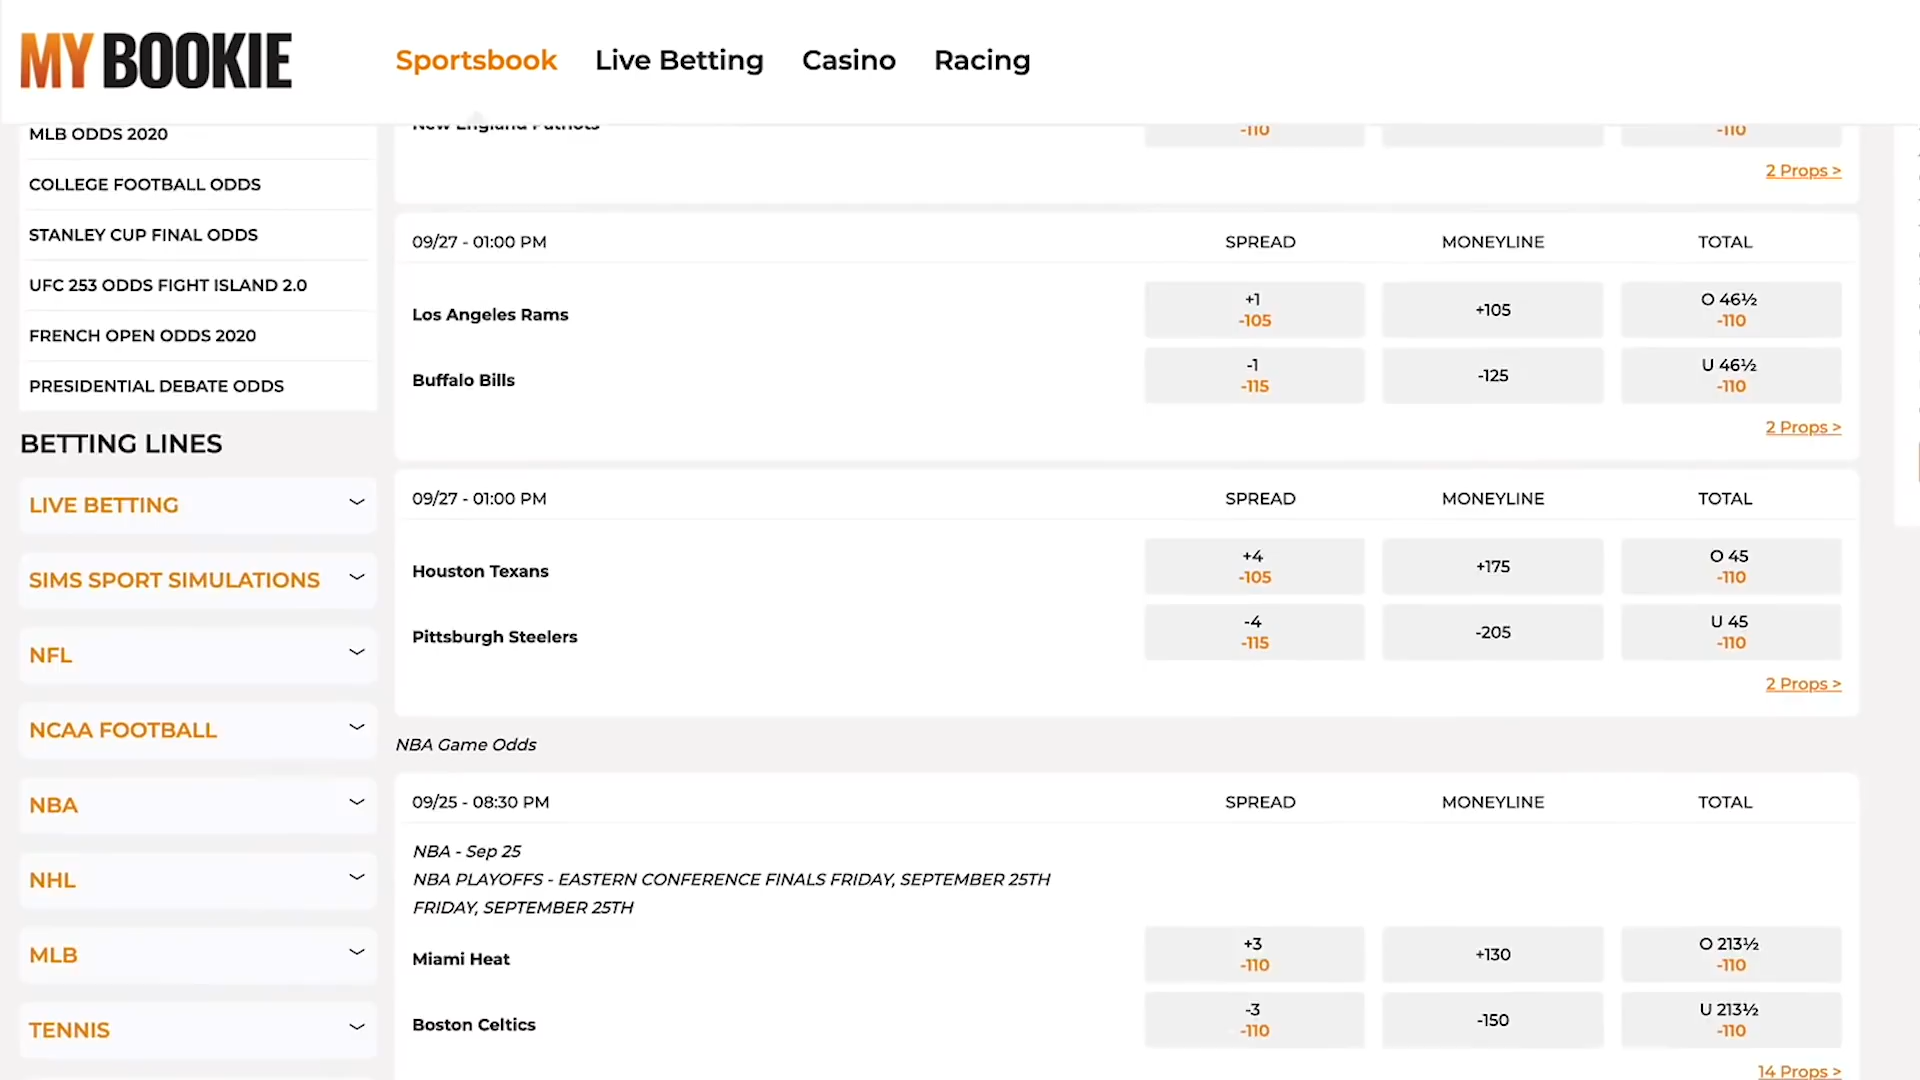 MY BOOKIE
Sportsbook Live Betting Casino Racing
MLB ODDS 2020
COLLEGE FOOTBALL ODDS
STANLEY CUP FINAL ODDS
UFC 253 ODDS FIGHT ISLAND 2.0
FRENCH OPEN ODDS 2020
PRESIDENTIAL DEBATE ODDS
BETTING LINES
LIVE BETTING
SIMS SPORT SIMULATIONS
NFL
NCAA FOOTBALL
NBA
NHL
MLB
TENNIS
New England Patriots
-110 -110
2 Props >
09/27 - 01:00 PM SPREAD MONEYLINE TOTAL
Los Angeles Rams +1 -105 +105 O 46½ -110
Buffalo Bills -1 -115 -125 U 46½ -110
2 Props >
09/27 - 01:00 PM SPREAD MONEYLINE TOTAL
Houston Texans +4 -105 +175 O 45 -110
Pittsburgh Steelers -4 -115 -205 U 45 -110
2 Props >
NBA Game Odds
09/25 - 08:30 PM SPREAD MONEYLINE TOTAL
NBA - Sep 25
NBA PLAYOFFS - EASTERN CONFERENCE FINALS FRIDAY, SEPTEMBER 25TH
FRIDAY, SEPTEMBER 25TH
Miami Heat +3 -110 +130 O 213½ -110
Boston Celtics -3 -110 -150 U 213½ -110
14 Props >